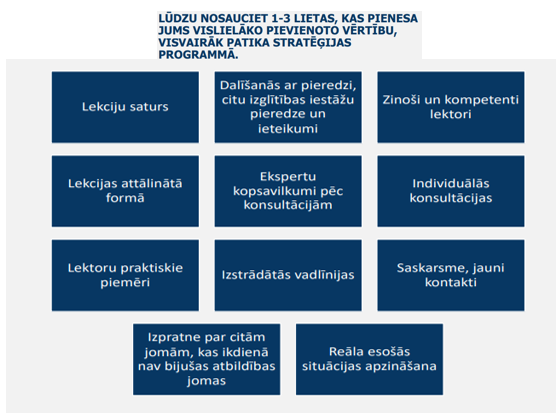 LŪDZU NOSAUCIET 1-3 LIETAS, KAS PIENESA
JUMS VISLIELĀKO PIEVIENOTO VĒRTĪBU,
VISVAIRĀK PATIKA STRATĒĢIJAS
PROGRAMMĀ.
Lekciju saturs
Dalīšanās ar pieredzi,
citu izglītības iestāžu
pieredze un
ieteikumi
Zinoši un kompetenti
lektori
Lekcijas attālinātā
formā
Ekspertu
kopsavilkumi pēc
konsultācijām
Individuālās
konsultācijas
Lektoru praktiskie
piemēri
Izstrādātās vadlīnijas
Saskarsme, jauni
kontakti
Izpratne par citām
jomām, kas ikdienā
nav bijušas atbildības
jomas
Reāla esošās
situācijas apzināšana